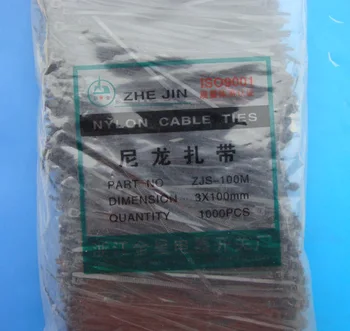 ZHE JIN
ISO9001
NYLON CABLE TIES
尼龙扎带
PART NO ZJS-100M
DIMENSION 3X100mm
QUANTITY 1000PCS